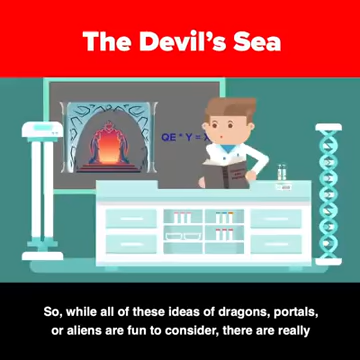 The Devil's Sea
QE * Y =
So, while all of these ideas of dragons, portals,
or aliens are fun to consider, there are really